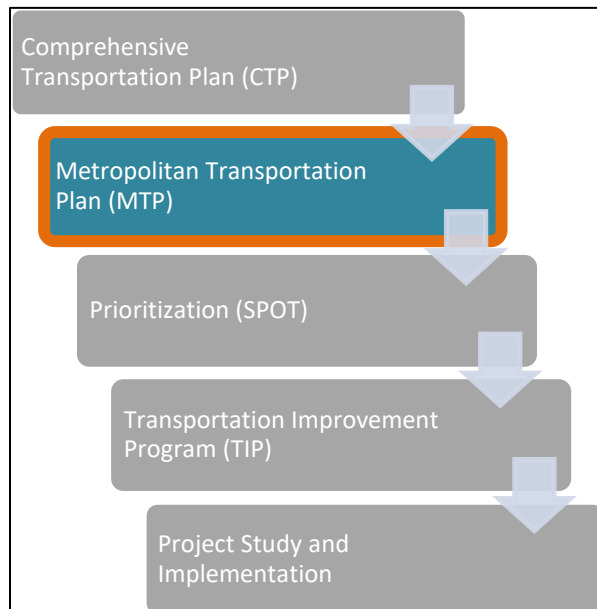 Comprehensive
Transportation Plan (CTP)
Metropolitan Transportation
Plan (MTP)
Prioritization (SPOT)
Transportation Improvement
Program (TIP)
Project Study and
Implementation